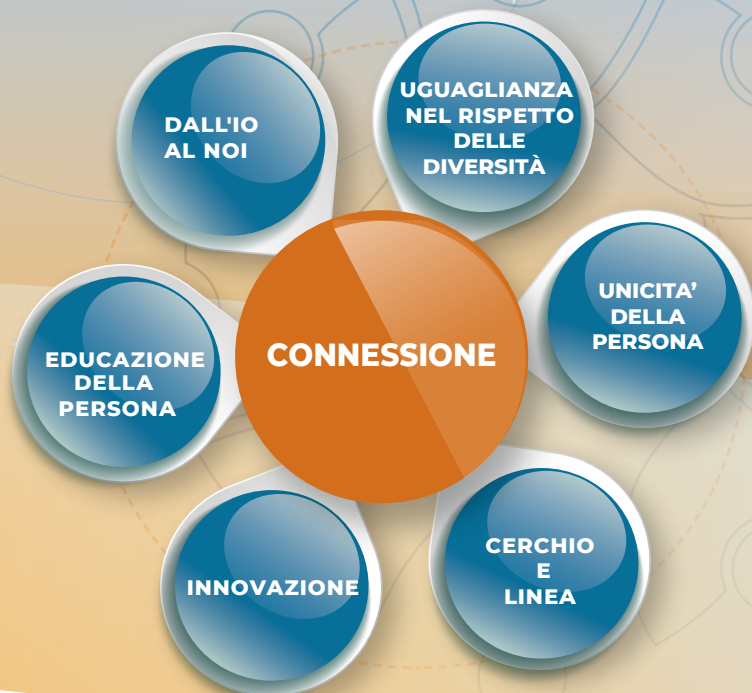 DALL'IO
AL NOI
UGUAGLIANZA
NEL RISPETTO
DELLE
DIVERSITÀ
UNICITA’
DELLA
PERSONA
CONNESSIONE
EDUCAZIONE
DELLA
PERSONA
CERCHIO
E
LINEA
INNOVAZIONE